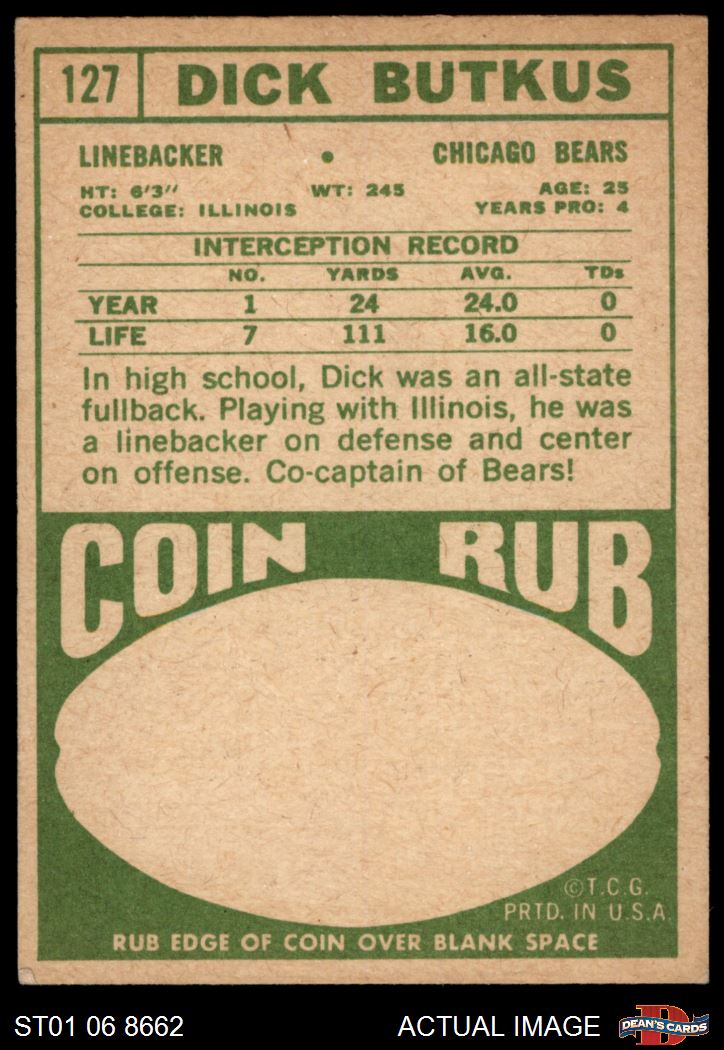 127 DICK BUTKUS
LINEBACKER • CHICAGO BEARS
HT: 6'3" WT: 245 AGE: 25
COLLEGE: ILLINOIS YEARS PRO: 4
INTERCEPTION RECORD
NO. YARDS AVG. TDs
YEAR 1 24 24.0 0
LIFE 7 111 16.0 0
In high school, Dick was an all-state
fullback. Playing with Illinois, he was
a linebacker on defense and center
on offense. Co-captain of Bears!
COIN RUB
©T.C.G.
PRTD. IN U.S.A.
RUB EDGE OF COIN OVER BLANK SPACE
ST01 06 8662 ACTUAL IMAGE D DEAN'S CARDS